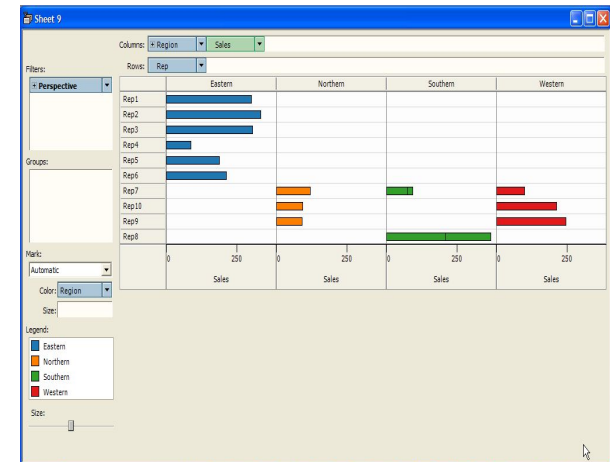 Sheet 9
Columns: Region Sales
Filters: Rows: Rep
Perspective
Eastern Northern Southern Western
Rep1
Rep2
Rep3
Rep4
Groups: Rep5
Rep6
Rep7
Rep10
Rep9
Rep8
Mark:
Automatic
0 250 0 250 0 250 0 250
Sales Sales Sales Sales
Color: Region
Size:
Legend:
Eastern
Northern
Southern
Western
Size: